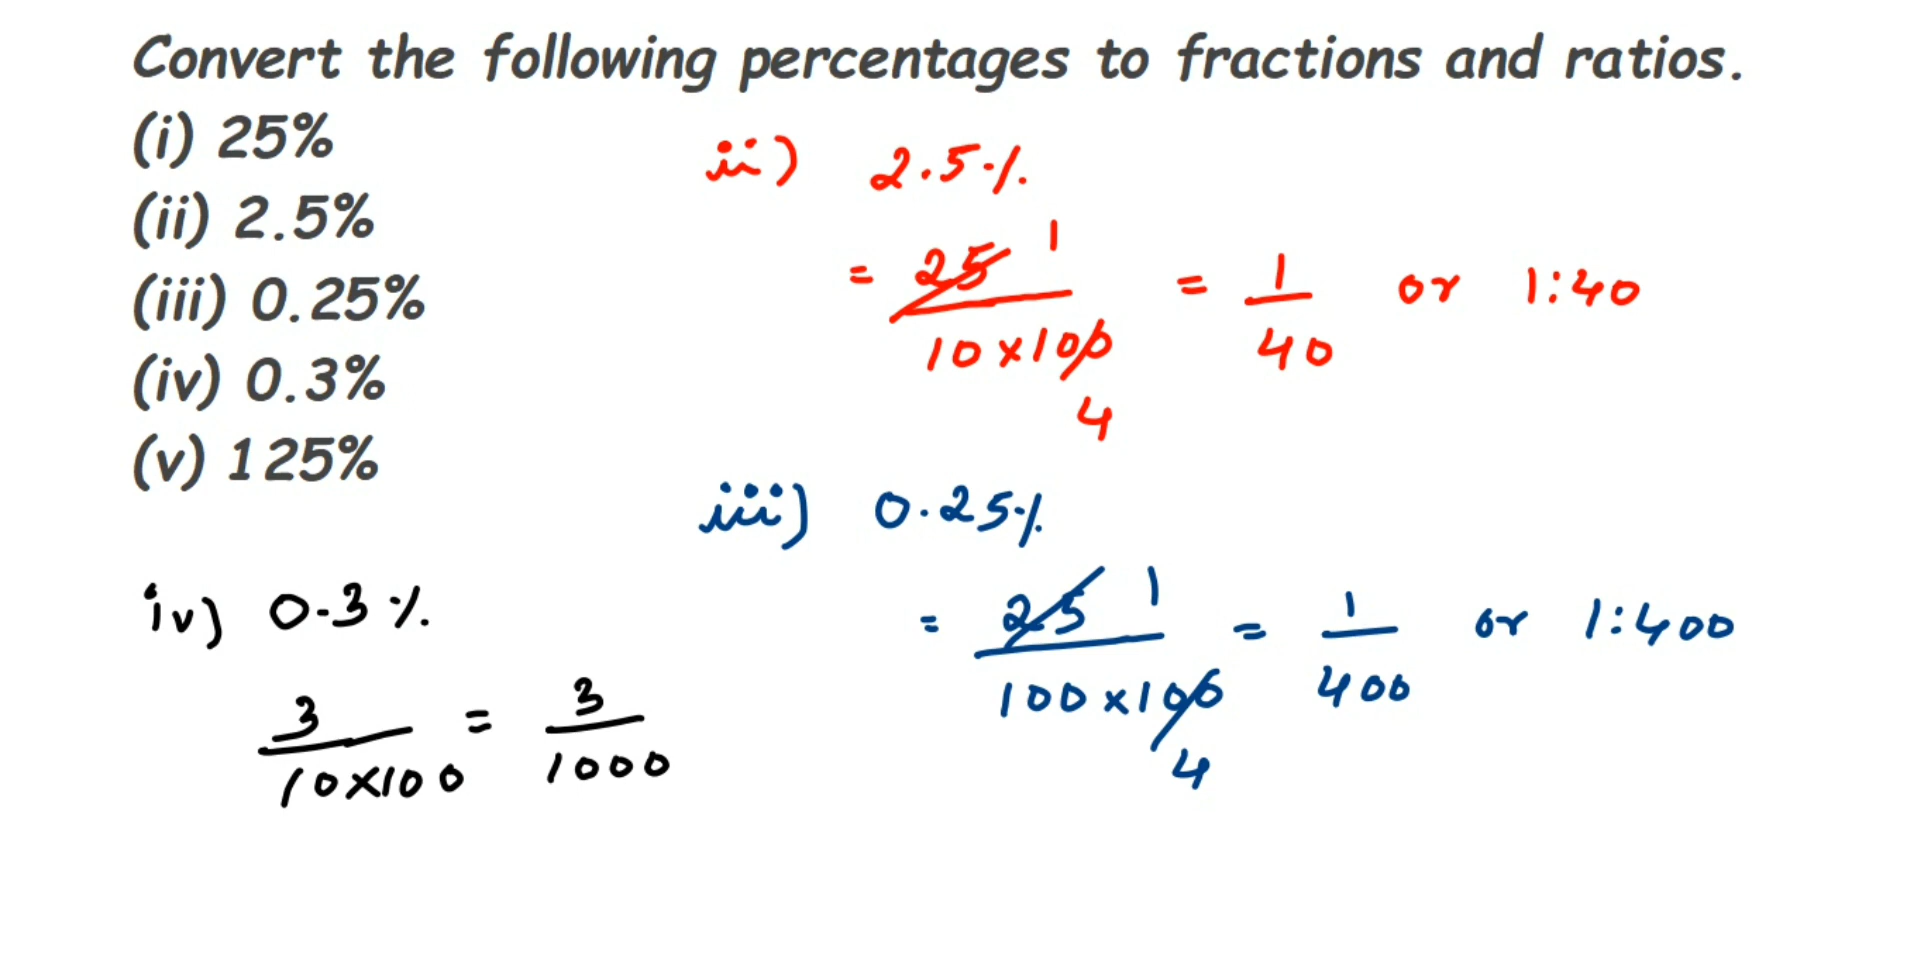 Convert the following percentages to fractions and ratios.
(i) 25%
(ii) 2.5%
(iii) 0.25%
(iv) 0.3%
(v) 125%
ii) 2.5%
= 25 1 / 10×100 4 = 1/40 or 1:40
iii) 0.25%
= 25 1 / 100×100 4 = 1/400 or 1:400
iv) 0.3%
3/10×100 = 3/1000